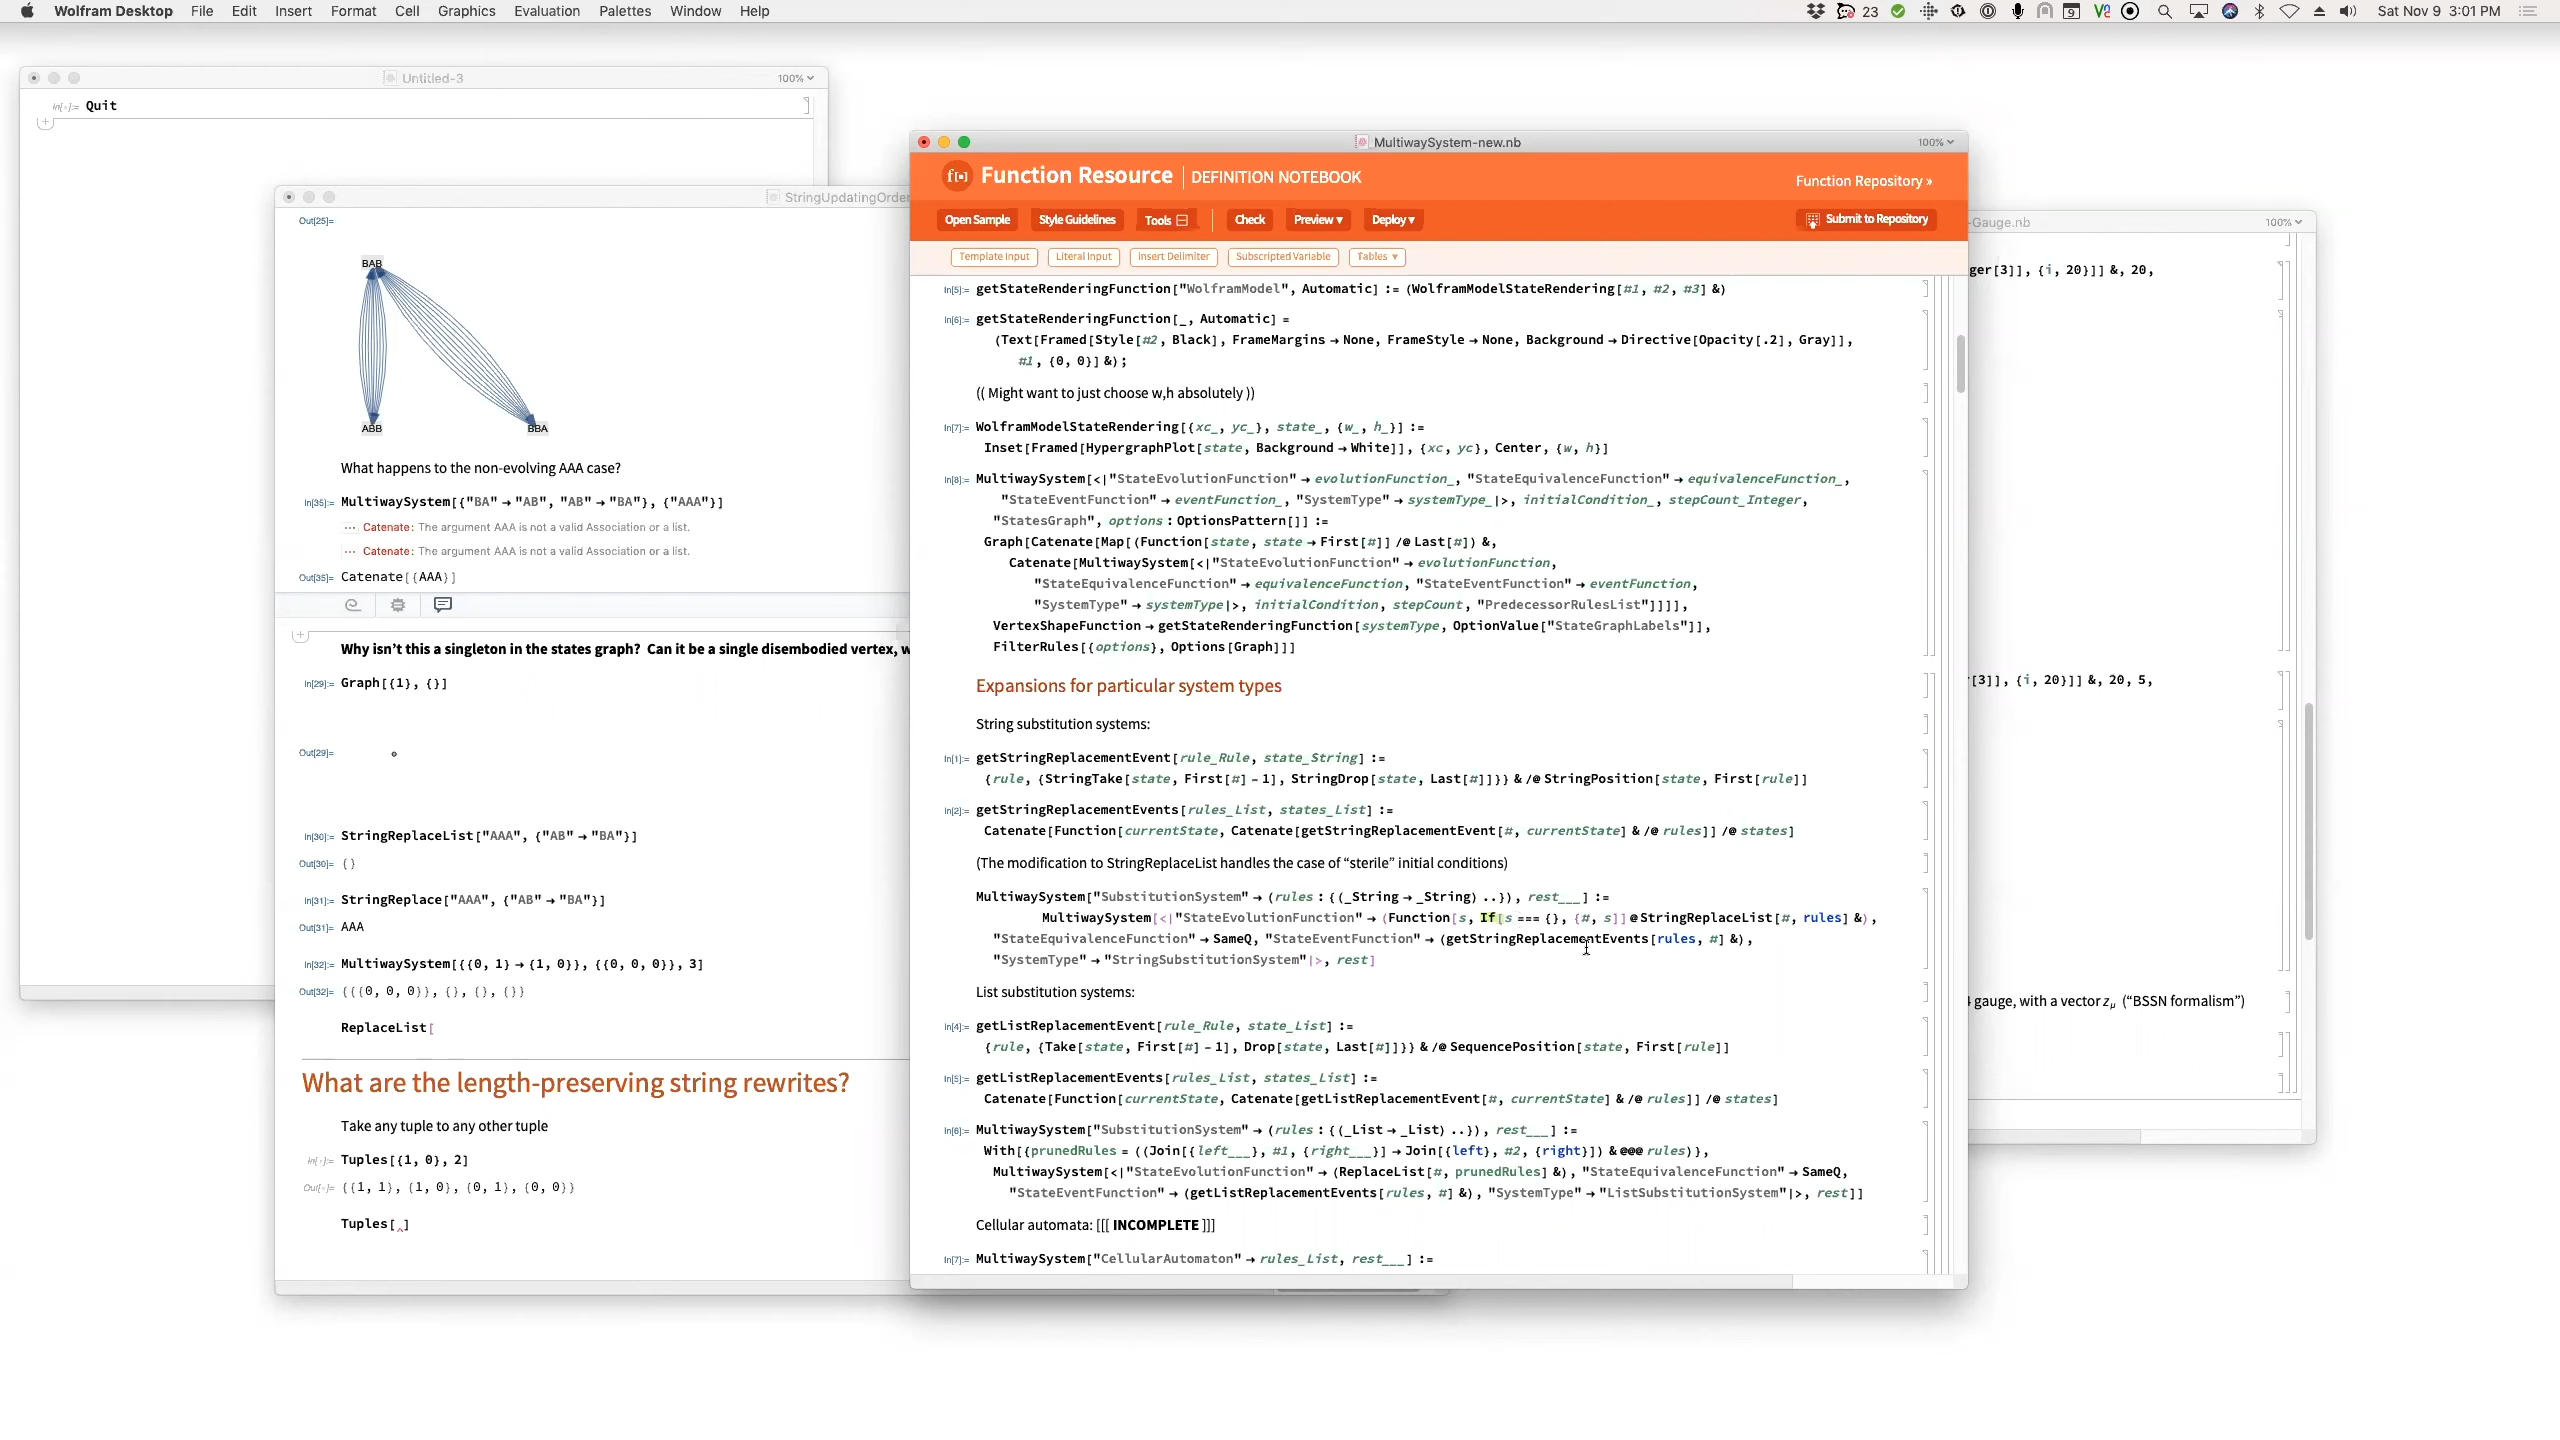 Wolfram Desktop File Edit Insert Format Cell Graphics Evaluation Palettes Window Help
23 Sat Nov 9 3:01 PM
Untitled-3 100%
In[•]:= Quit
StringUpdatingOrder
Out[25]=
BAB
ABB BBA
What happens to the non-evolving AAA case?
In[35]:= MultiwaySystem[{"BA" → "AB", "AB" → "BA"}, {"AAA"}]
··· Catenate: The argument AAA is not a valid Association or a list.
··· Catenate: The argument AAA is not a valid Association or a list.
Out[35]= Catenate[{AAA}]
Why isn't this a singleton in the states graph? Can it be a single disembodied vertex, w
In[29]:= Graph[{1}, {}]
Out[29]=
In[30]:= StringReplaceList["AAA", {"AB" → "BA"}]
Out[30]= {}
In[31]:= StringReplace["AAA", {"AB" → "BA"}]
Out[31]= AAA
In[32]:= MultiwaySystem[{{0, 1} → {1, 0}}, {{0, 0, 0}}, 3]
Out[32]= {{{0, 0, 0}}, {}, {}, {}}
ReplaceList[
What are the length-preserving string rewrites?
Take any tuple to any other tuple
In[•]:= Tuples[{1, 0}, 2]
Out[•]= {{1, 1}, {1, 0}, {0, 1}, {0, 0}}
Tuples[ ]
MultiwaySystem-new.nb 100%
Function Resource | DEFINITION NOTEBOOK
Function Repository »
Open Sample Style Guidelines Tools Check Preview ▾ Deploy ▾ Submit to Repository
Template Input Literal Input Insert Delimiter Subscripted Variable Tables ▾
In[5]:= getStateRenderingFunction["WolframModel", Automatic] := (WolframModelStateRendering[#1, #2, #3] &)
In[6]:= getStateRenderingFunction[_, Automatic] =
(Text[Framed[Style[#2, Black], FrameMargins → None, FrameStyle → None, Background → Directive[Opacity[.2], Gray]],
#1, {0, 0}] &);
(( Might want to just choose w,h absolutely ))
In[7]:= WolframModelStateRendering[{xc_, yc_}, state_, {w_, h_}] :=
Inset[Framed[HypergraphPlot[state, Background → White]], {xc, yc}, Center, {w, h}]
In[8]:= MultiwaySystem[<|"StateEvolutionFunction" → evolutionFunction_, "StateEquivalenceFunction" → equivalenceFunction_,
"StateEventFunction" → eventFunction_, "SystemType" → systemType_|>, initialCondition_, stepCount_Integer,
"StatesGraph", options : OptionsPattern[]] :=
Graph[Catenate[Map[(Function[state, state → First[#]] /@ Last[#]) &,
Catenate[MultiwaySystem[<|"StateEvolutionFunction" → evolutionFunction,
"StateEquivalenceFunction" → equivalenceFunction, "StateEventFunction" → eventFunction,
"SystemType" → systemType|>, initialCondition, stepCount, "PredecessorRulesList"]]]],
VertexShapeFunction → getStateRenderingFunction[systemType, OptionValue["StateGraphLabels"]],
FilterRules[{options}, Options[Graph]]]
Expansions for particular system types
String substitution systems:
In[1]:= getStringReplacementEvent[rule_Rule, state_String] :=
{rule, {StringTake[state, First[#] - 1], StringDrop[state, Last[#]]}} & /@ StringPosition[state, First[rule]]
In[2]:= getStringReplacementEvents[rules_List, states_List] :=
Catenate[Function[currentState, Catenate[getStringReplacementEvent[#, currentState] & /@ rules]] /@ states]
(The modification to StringReplaceList handles the case of “sterile” initial conditions)
MultiwaySystem["SubstitutionSystem" → (rules : {(_String → _String) ..}), rest___] :=
MultiwaySystem[<|"StateEvolutionFunction" → (Function[s, If[s === {}, {#, s]]@StringReplaceList[#, rules] &),
"StateEquivalenceFunction" → SameQ, "StateEventFunction" → (getStringReplacementEvents[rules, #] &),
"SystemType" → "StringSubstitutionSystem"|>, rest]
List substitution systems:
In[4]:= getListReplacementEvent[rule_Rule, state_List] :=
{rule, {Take[state, First[#] - 1], Drop[state, Last[#]]}} & /@ SequencePosition[state, First[rule]]
In[5]:= getListReplacementEvents[rules_List, states_List] :=
Catenate[Function[currentState, Catenate[getListReplacementEvent[#, currentState] & /@ rules]] /@ states]
In[6]:= MultiwaySystem["SubstitutionSystem" → (rules : {(_List → _List) ..}), rest___] :=
With[{prunedRules = ((Join[{left___}, #1, {right___}] → Join[{left}, #2, {right}]) & @@@ rules)},
MultiwaySystem[<|"StateEvolutionFunction" → (ReplaceList[#, prunedRules] &), "StateEquivalenceFunction" → SameQ,
"StateEventFunction" → (getListReplacementEvents[rules, #] &), "SystemType" → "ListSubstitutionSystem"|>, rest]]
Cellular automata: [[[ INCOMPLETE ]]]
In[7]:= MultiwaySystem["CellularAutomaton" → rules_List, rest___] :=
-Gauge.nb 100%
ger[3]], {i, 20}]] &, 20,
[3]], {i, 20}]] &, 20, 5,
gauge, with a vector zμ (“BSSN formalism”)